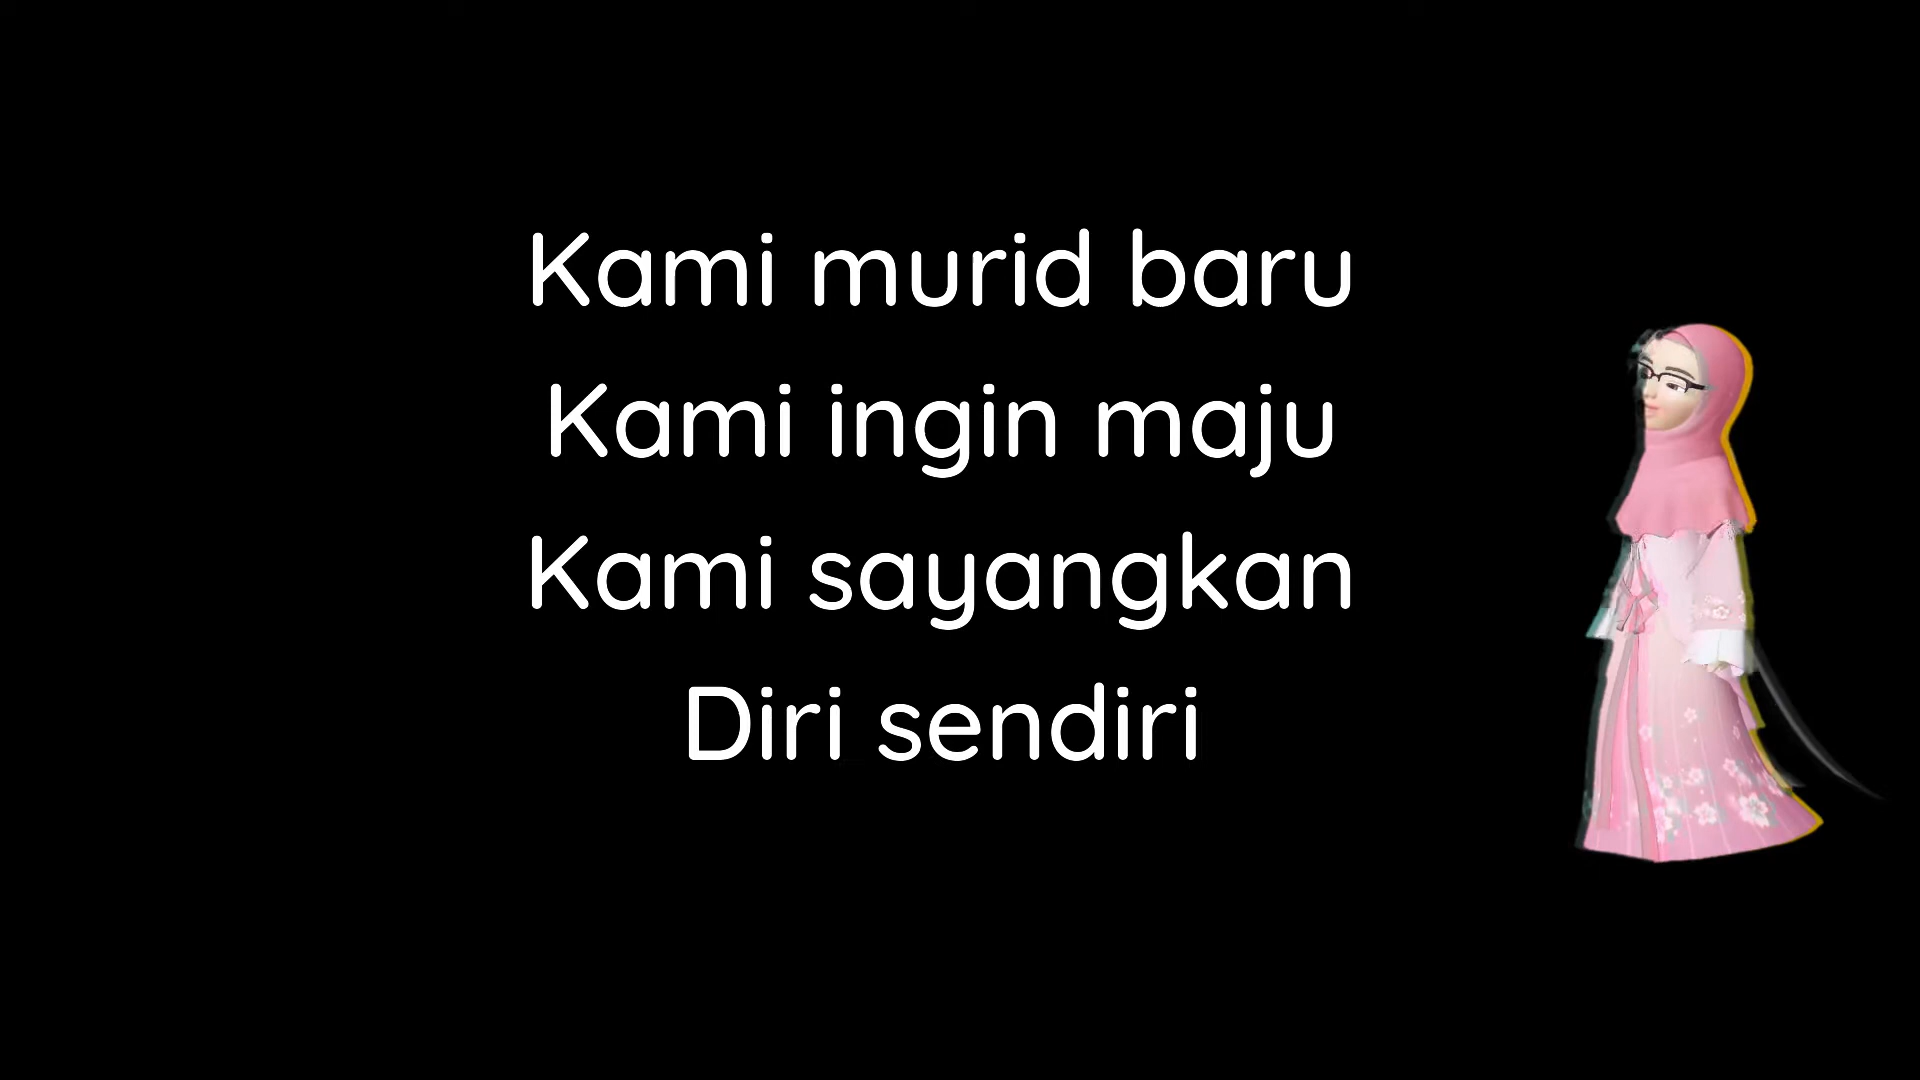 Kami murid baru
Kami ingin maju
Kami sayangkan
Diri sendiri